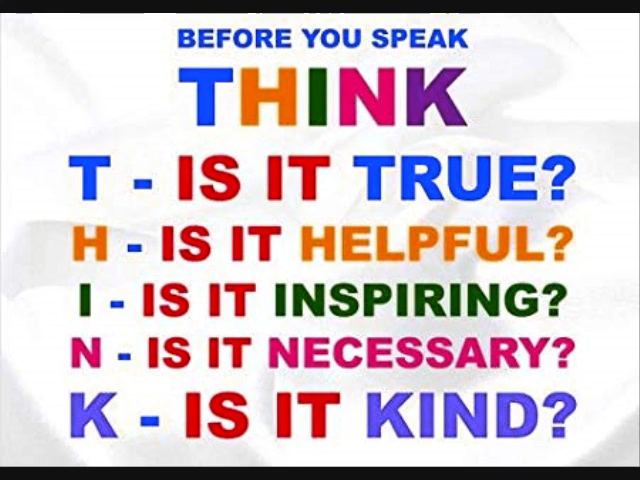 BEFORE YOU SPEAK
THINK
T - IS IT TRUE?
H - IS IT HELPFUL?
I - IS IT INSPIRING?
N - IS IT NECESSARY?
K - IS IT KIND?